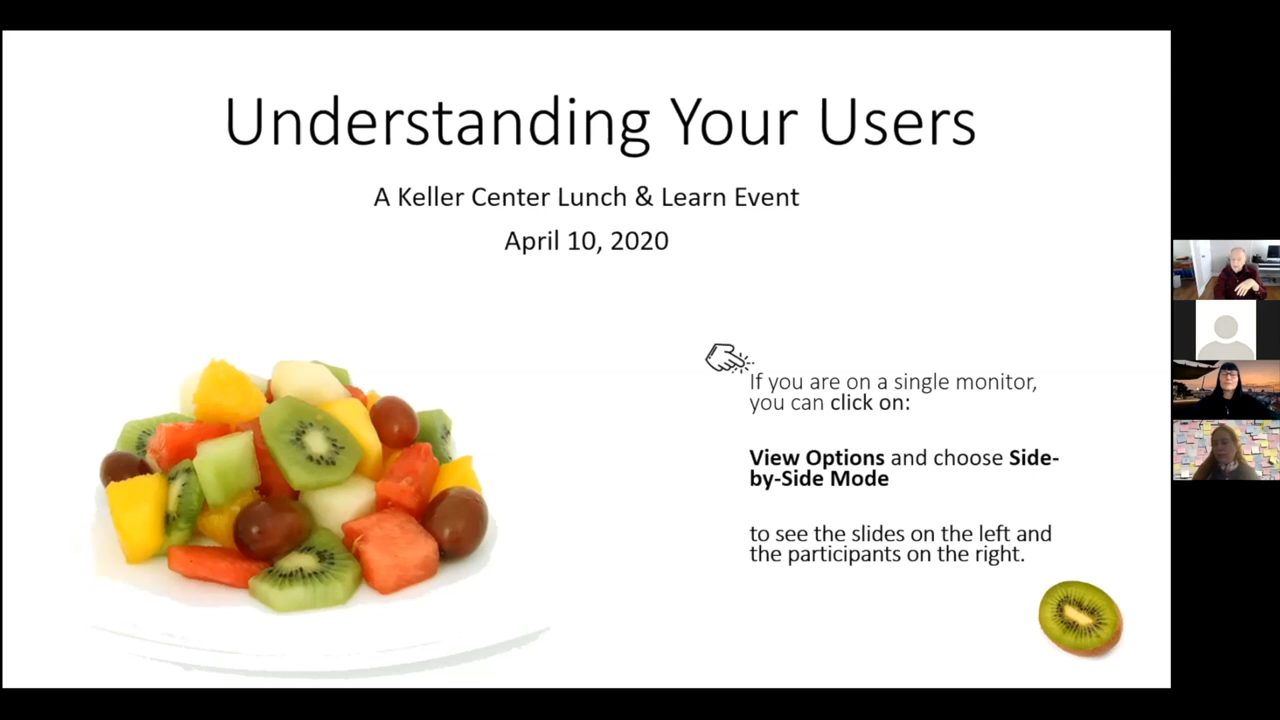 Understanding Your Users
A Keller Center Lunch & Learn Event
April 10, 2020
If you are on a single monitor,
you can click on:
View Options and choose Side-
by-Side Mode
to see the slides on the left and
the participants on the right.